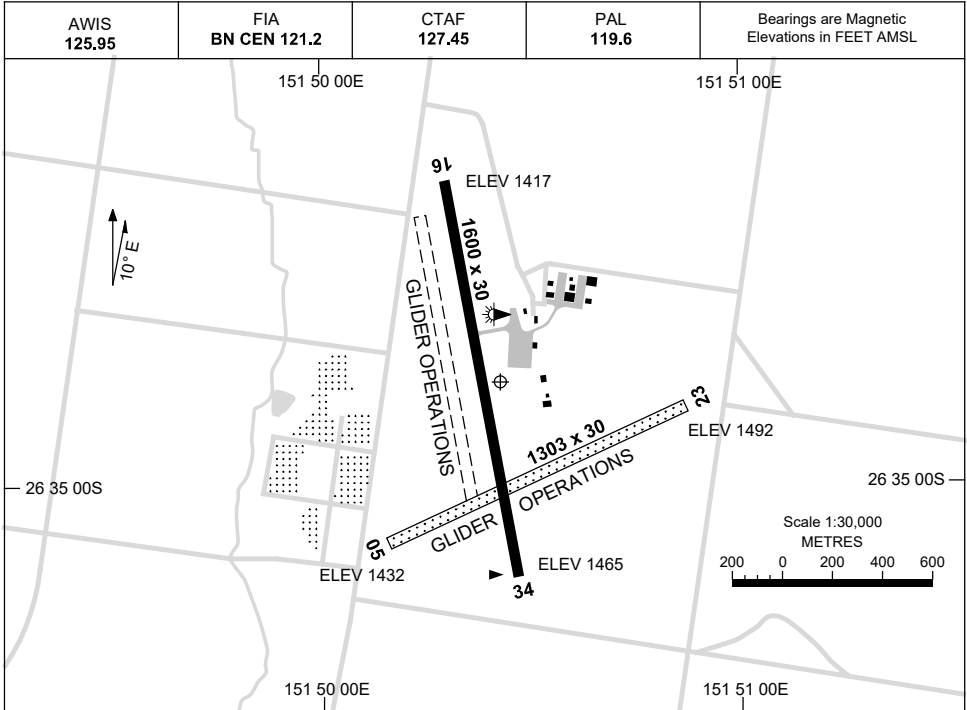 AWIS
125.95
FIA
BN CEN 121.2
CTAF
127.45
PAL
119.6
Bearings are Magnetic
Elevations in FEET AMSL
151 50 00E
151 51 00E
16
ELEV 1417
10° E
1600 x 30
GLIDER OPERATIONS
23
ELEV 1492
1303 x 30
26 35 00S
26 35 00S
GLIDER OPERATIONS
05
ELEV 1432
ELEV 1465
34
Scale 1:30,000
METRES
200 0 200 400 600
151 50 00E
151 51 00E